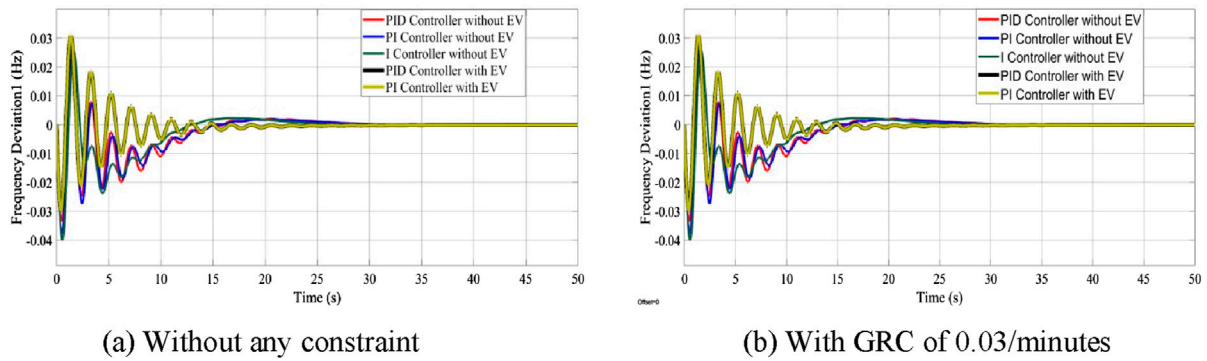 PID Controller without EV
PI Controller without EV
I Controller without EV
PID Controller with EV
PI Controller with EV
Frequency Deviation1 (Hz)
0.03
0.02
0.01
0
-0.01
-0.02
-0.03
-0.04
0 5 10 15 20 25 30 35 40 45 50
Time (s)
(a) Without any constraint
PID Controller without EV
PI Controller without EV
I Controller without EV
PID Controller with EV
PI Controller with EV
Frequency Deviation1 (Hz)
0.03
0.02
0.01
0
-0.01
-0.02
-0.03
-0.04
0 5 10 15 20 25 30 35 40 45 50
Offset=0
Time (s)
(b) With GRC of 0.03/minutes